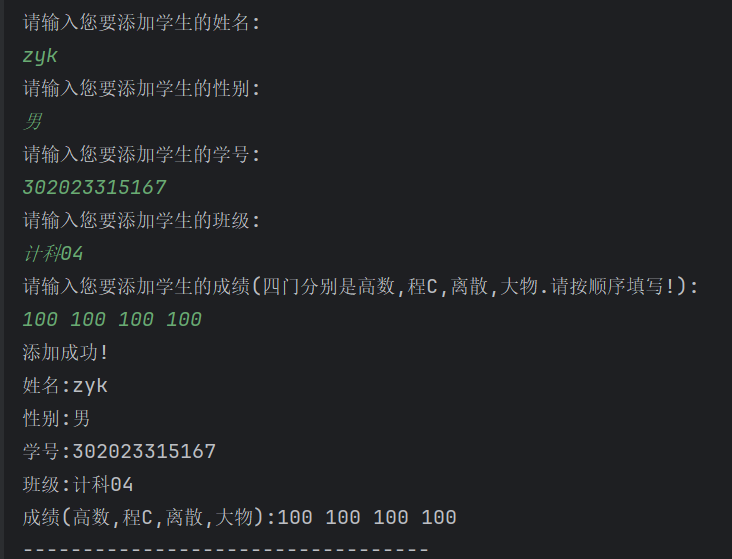 请输入您要添加学生的姓名:
zyk
请输入您要添加学生的性别:
男
请输入您要添加学生的学号:
302023315167
请输入您要添加学生的班级:
计科04
请输入您要添加学生的成绩(四门分别是高数,程C,离散,大物.请按顺序填写!):
100 100 100 100
添加成功!
姓名:zyk
性别:男
学号:302023315167
班级:计科04
成绩(高数,程C,离散,大物):100 100 100 100
----------------------------------